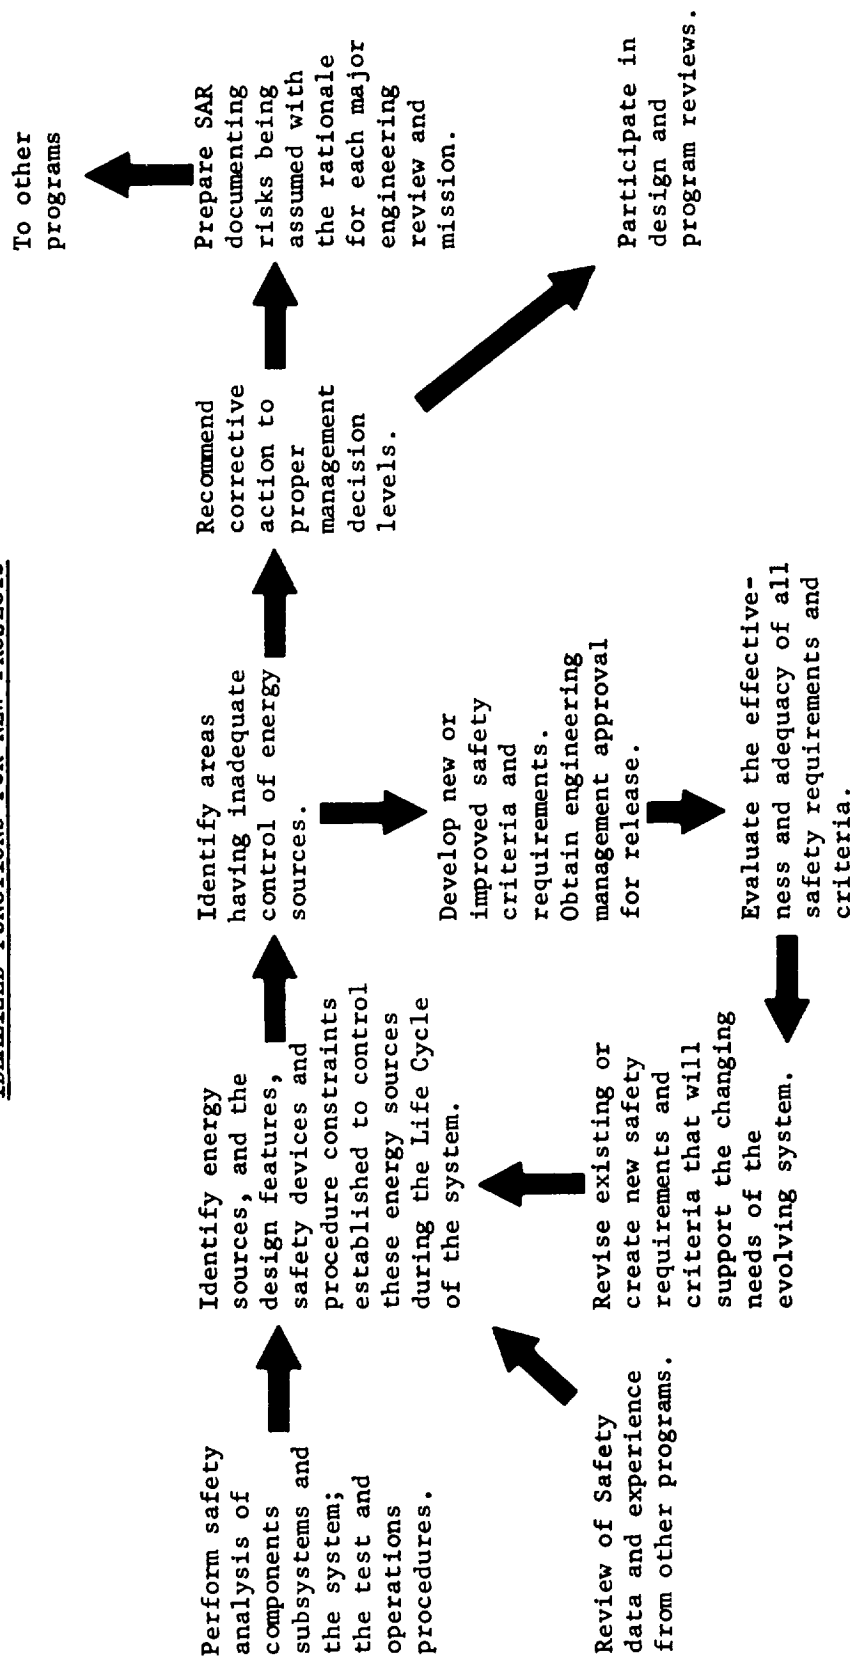 To other
programs
Perform safety
analysis of
components
subsystems and
the system;
the test and
operations
procedures.
Identify energy
sources, and the
design features,
safety devices and
procedure constraints
established to control
these energy sources
during the Life Cycle
of the system.
Identify areas
having inadequate
control of energy
sources.
Recommend
corrective
action to
proper
management
decision
levels.
Prepare SAR
documenting
risks being
assumed with
the rationale
for each major
engineering
review and
mission.
Develop new or
improved safety
criteria and
requirements.
Obtain engineering
management approval
for release.
Review of Safety
data and experience
from other programs.
Revise existing or
create new safety
requirements and
criteria that will
support the changing
needs of the
evolving system.
Evaluate the effective-
ness and adequacy of all
safety requirements and
criteria.
Participate in
design and
program reviews.